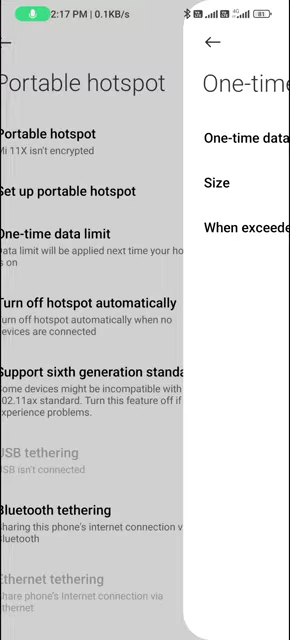 2:17 PM | 0.1KB/s
4G
81
Portable hotspot
One-time
Portable hotspot
Mi 11X isn't encrypted
One-time data
Set up portable hotspot
Size
One-time data limit
When exceede
Data limit will be applied next time your ho
is on
Turn off hotspot automatically
Turn off hotspot automatically when no
devices are connected
Support sixth generation standa
Some devices might be incompatible with
802.11ax standard. Turn this feature off if
experience problems.
USB tethering
USB isn't connected
Bluetooth tethering
Sharing this phone's internet connection v
Bluetooth
Ethernet tethering
Share phone's Internet connection via
Ethernet